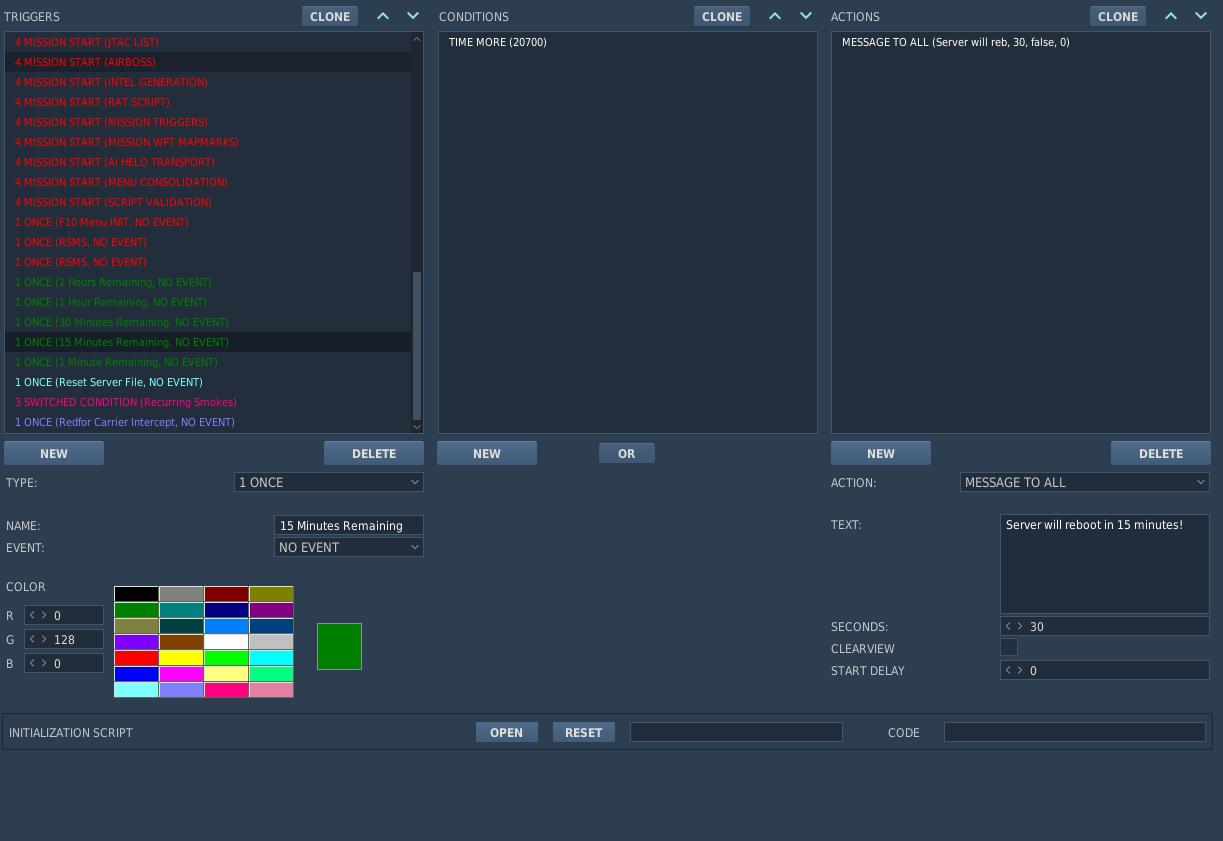 TRIGGERS CLONE
4 MISSION START (JTAC LIST)
4 MISSION START (AIRBOSS)
4 MISSION START (INTEL GENERATION)
4 MISSION START (RAT SCRIPT)
4 MISSION START (MISSION TRIGGERS)
4 MISSION START (MISSION WPT MAPMARKS)
4 MISSION START (AI HELO TRANSPORT)
4 MISSION START (MENU CONSOLIDATION)
4 MISSION START (SCRIPT VALIDATION)
1 ONCE (F10 Menu INIT, NO EVENT)
1 ONCE (RSMS, NO EVENT)
1 ONCE (RSMS, NO EVENT)
1 ONCE (2 Hours Remaining, NO EVENT)
1 ONCE (1 Hour Remaining, NO EVENT)
1 ONCE (30 Minutes Remaining, NO EVENT)
1 ONCE (15 Minutes Remaining, NO EVENT)
1 ONCE (1 Minute Remaining, NO EVENT)
1 ONCE (Reset Server File, NO EVENT)
3 SWITCHED CONDITION (Recurring Smokes)
1 ONCE (Redfor Carrier Intercept, NO EVENT)
NEW DELETE
TYPE: 1 ONCE
NAME: 15 Minutes Remaining
EVENT: NO EVENT
COLOR
R < > 0
G < > 128
B < > 0
CONDITIONS CLONE
TIME MORE (20700)
NEW OR
ACTIONS CLONE
MESSAGE TO ALL (Server will reb, 30, false, 0)
NEW DELETE
ACTION: MESSAGE TO ALL
TEXT: Server will reboot in 15 minutes!
SECONDS: < > 30
CLEARVIEW
START DELAY < > 0
INITIALIZATION SCRIPT OPEN RESET CODE